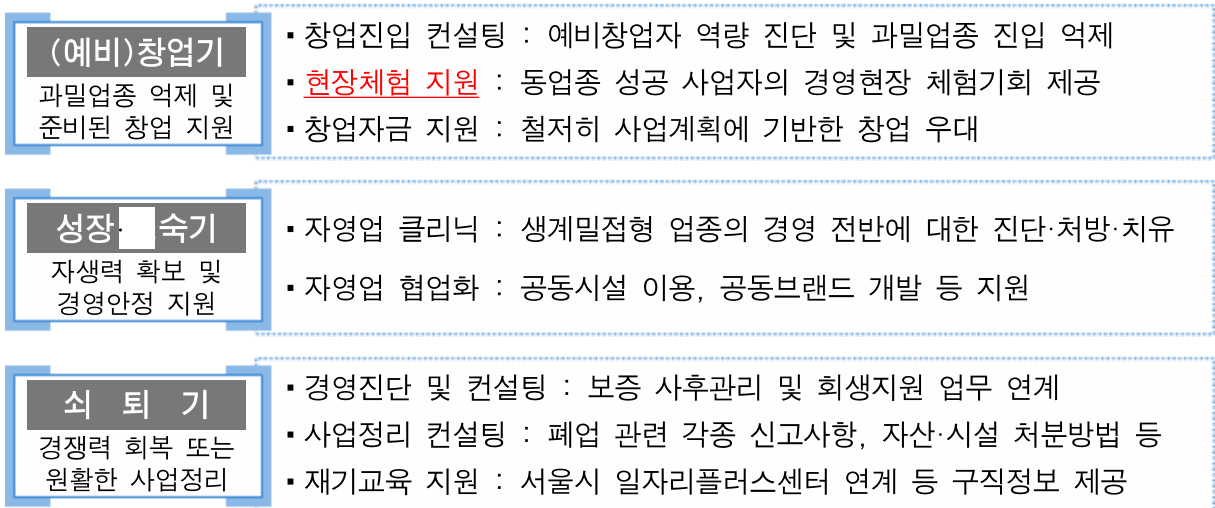 (예비)창업기
과밀업종 억제 및
준비된 창업 지원
▪ 창업진입 컨설팅 : 예비창업자 역량 진단 및 과밀업종 진입 억제
▪ 현장체험 지원 : 동업종 성공 사업자의 경영현장 체험기회 제공
▪ 창업자금 지원 : 철저히 사업계획에 기반한 창업 우대
성장· 숙기
자생력 확보 및
경영안정 지원
▪ 자영업 클리닉 : 생계밀접형 업종의 경영 전반에 대한 진단·처방·치유
▪ 자영업 협업화 : 공동시설 이용, 공동브랜드 개발 등 지원
쇠 퇴 기
경쟁력 회복 또는
원활한 사업정리
▪ 경영진단 및 컨설팅 : 보증 사후관리 및 회생지원 업무 연계
▪ 사업정리 컨설팅 : 폐업 관련 각종 신고사항, 자산·시설 처분방법 등
▪ 재기교육 지원 : 서울시 일자리플러스센터 연계 등 구직정보 제공